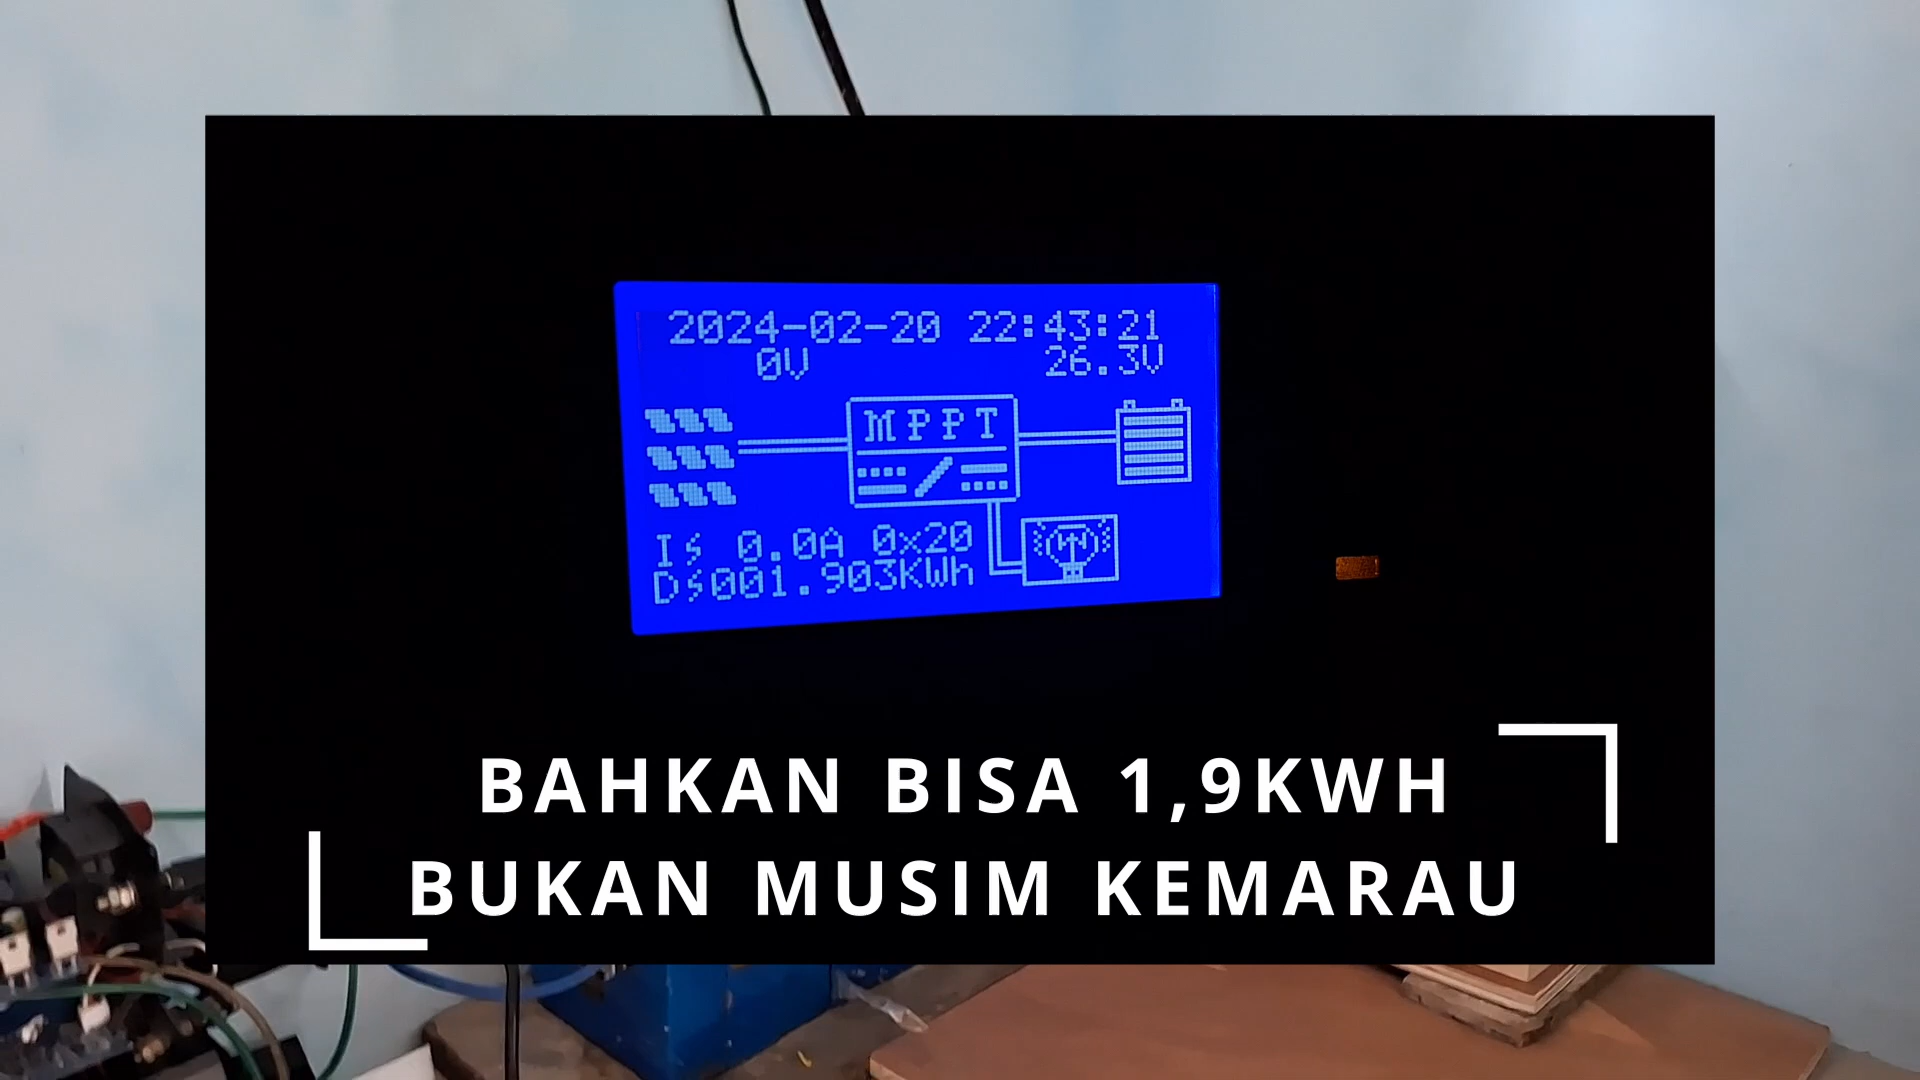 2024-02-20 22:43:21
0V 26.3V
MPPT
I⚡ 0.0A 0x20
D⚡001.903KWh
BAHKAN BISA 1,9KWH
BUKAN MUSIM KEMARAU